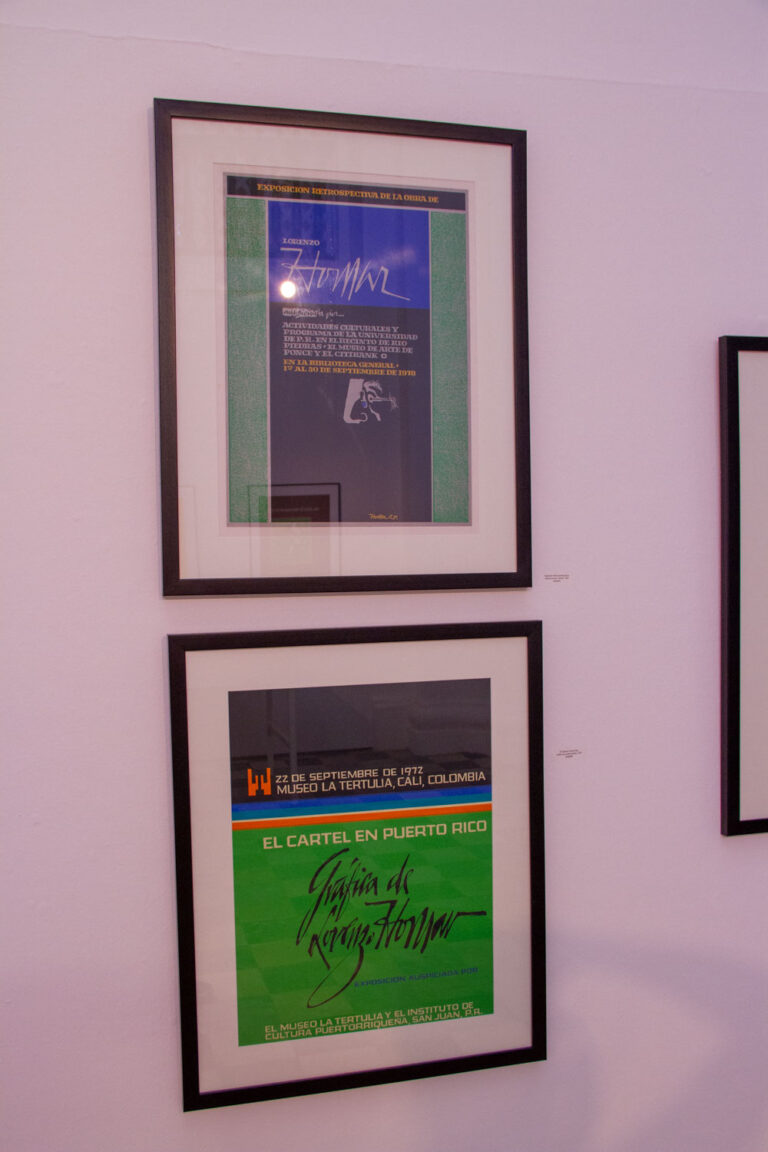 EXPOSICION RETROSPECTIVA DE LA OBRA DE
LORENZO
Homar
auspiciada por...
ACTIVIDADES CULTURALES Y
PROGRAMA DE LA UNIVERSIDAD
DE P.R. EN EL RECINTO DE RIO
PIEDRAS • EL MUSEO DE ARTE DE
PONCE Y EL CITIBANK
EN LA BIBLIOTECA GENERAL •
1º AL 30 DE SEPTIEMBRE DE 1978
22 DE SEPTIEMBRE DE 1972
MUSEO LA TERTULIA, CALI, COLOMBIA
EL CARTEL EN PUERTO RICO
Gráfica de
Lorenzo Homar
EXPOSICION AUSPICIADA POR
EL MUSEO LA TERTULIA Y EL INSTITUTO DE
CULTURA PUERTORRIQUEÑA, SAN JUAN, P.R.